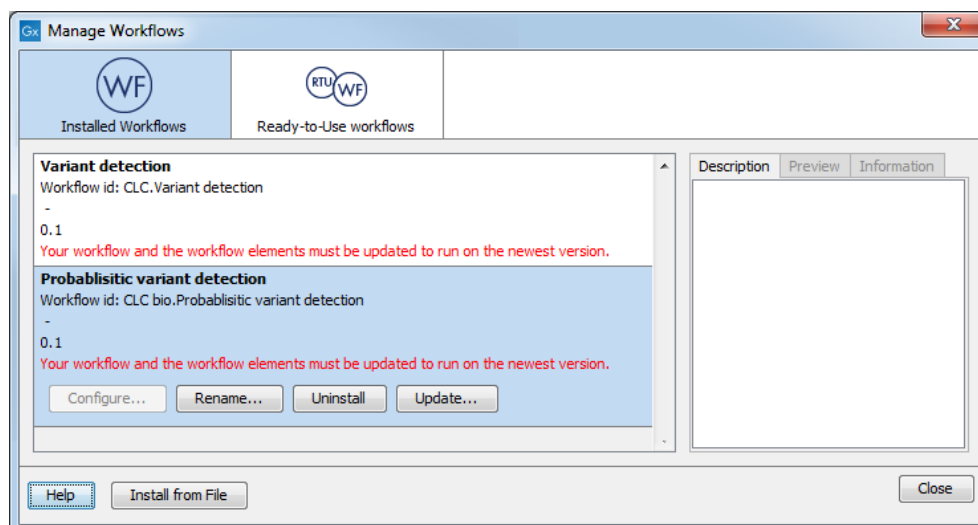 Gx Manage Workflows
X
WF
RTU WF
Installed Workflows
Ready-to-Use workflows
Variant detection
Workflow id: CLC.Variant detection
-
0.1
Your workflow and the workflow elements must be updated to run on the newest version.
Probablisitic variant detection
Workflow id: CLC bio.Probablisitic variant detection
-
0.1
Your workflow and the workflow elements must be updated to run on the newest version.
Configure... Rename... Uninstall Update...
Description Preview Information
Help Install from File Close